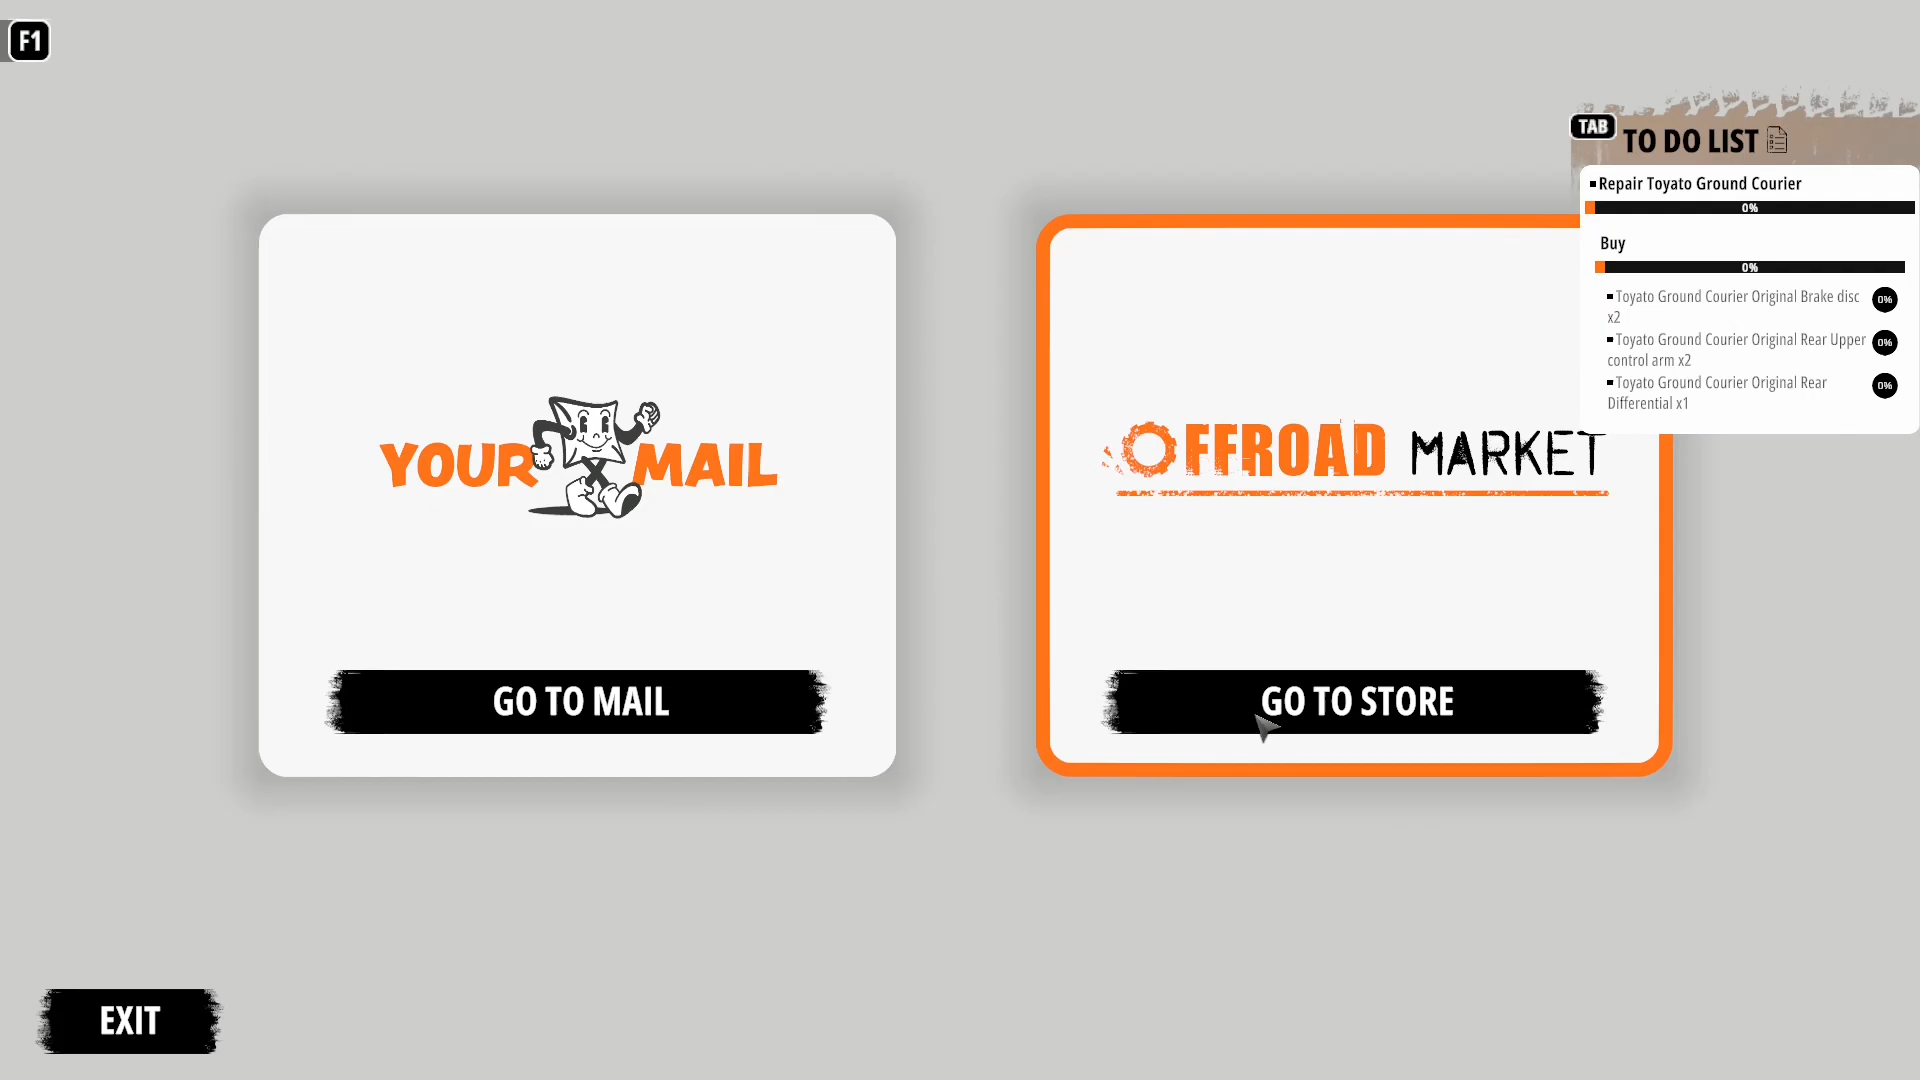 F1
TAB
TO DO LIST
Repair Toyato Ground Courier
0%
Buy
0%
Toyato Ground Courier Original Brake disc
x2
0%
Toyato Ground Courier Original Rear Upper
control arm x2
0%
Toyato Ground Courier Original Rear
Differential x1
0%
YOUR MAIL
GO TO MAIL
OFFROAD MARKET
GO TO STORE
EXIT